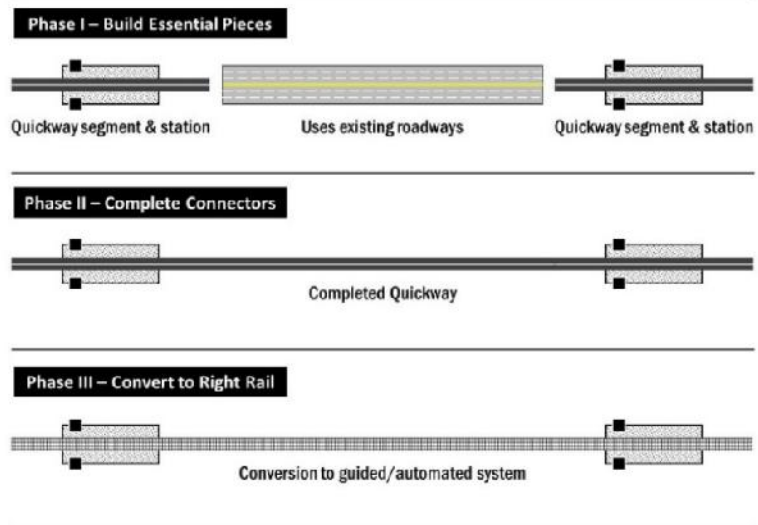 Phase I – Build Essential Pieces
Quickway segment & station
Uses existing roadways
Quickway segment & station
Phase II – Complete Connectors
Completed Quickway
Phase III – Convert to Right Rail
Conversion to guided/automated system